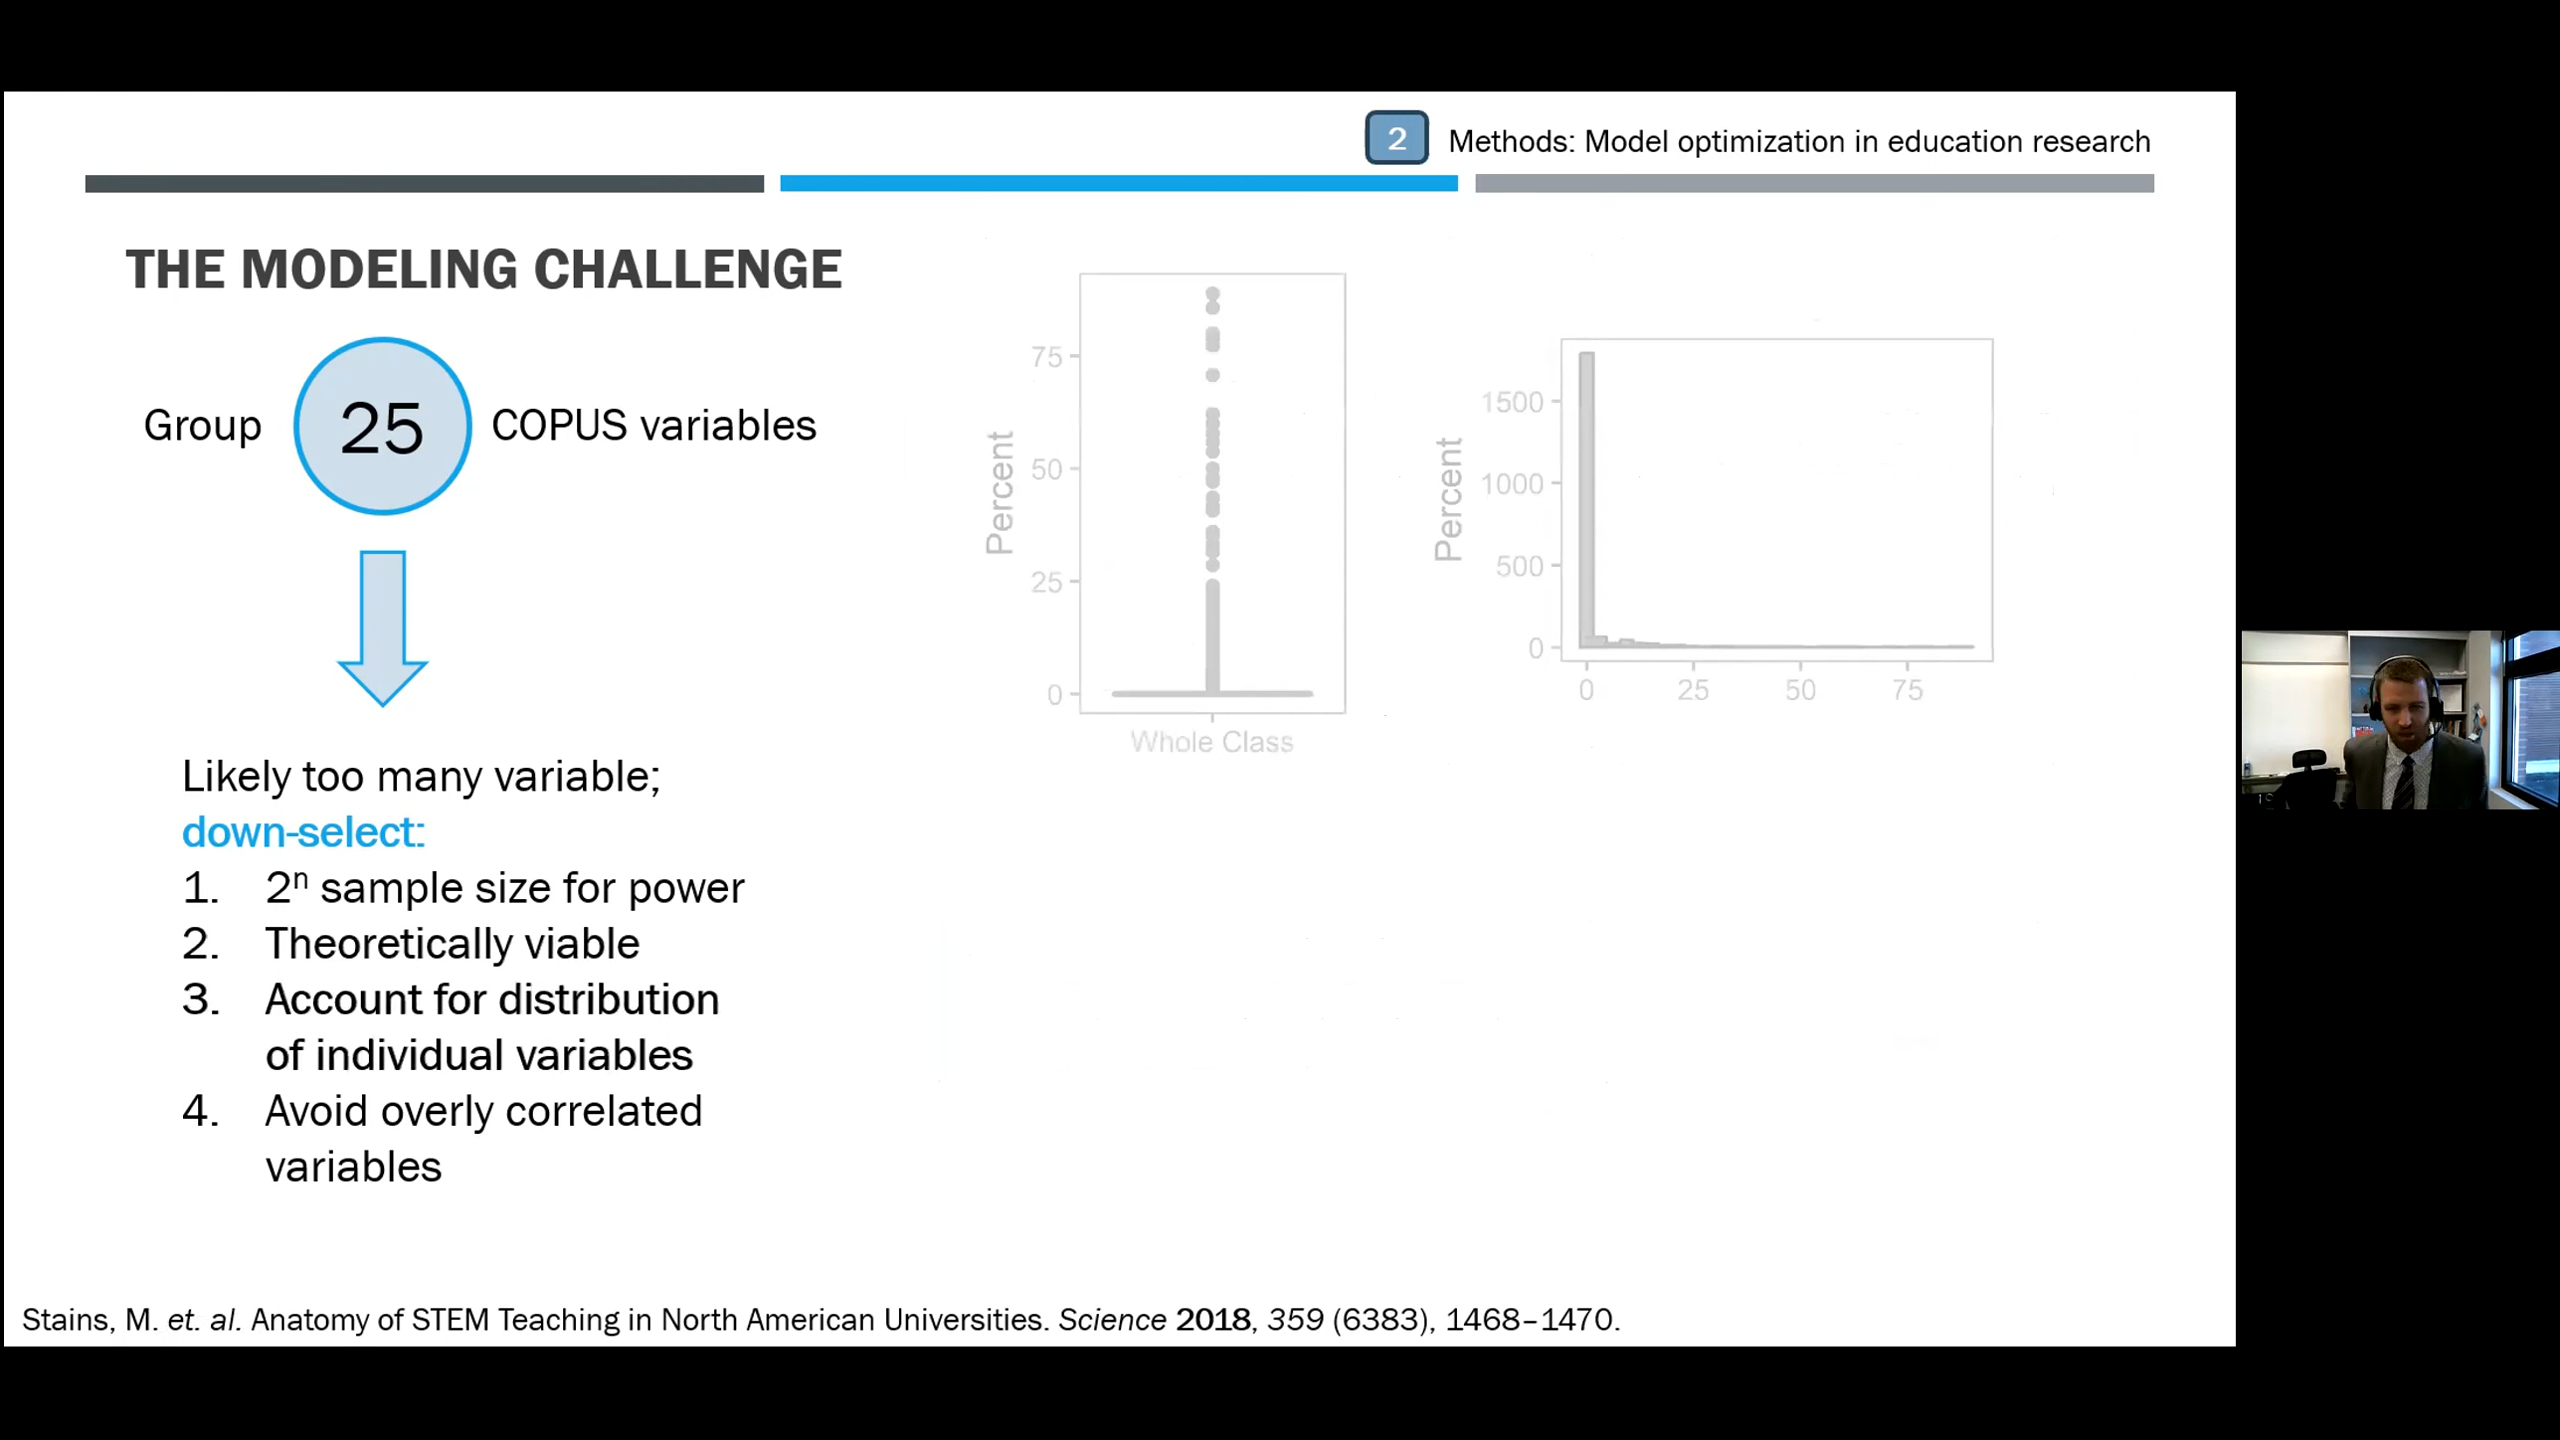 2 Methods: Model optimization in education research
THE MODELING CHALLENGE
Group 25 COPUS variables
Likely too many variable;
down-select:
1. 2ⁿ sample size for power
2. Theoretically viable
3. Account for distribution
of individual variables
4. Avoid overly correlated
variables
Percent
75
50
25
0
Whole Class
Percent
1500
1000
500
0
0 25 50 75
Stains, M. et. al. Anatomy of STEM Teaching in North American Universities. Science 2018, 359 (6383), 1468–1470.